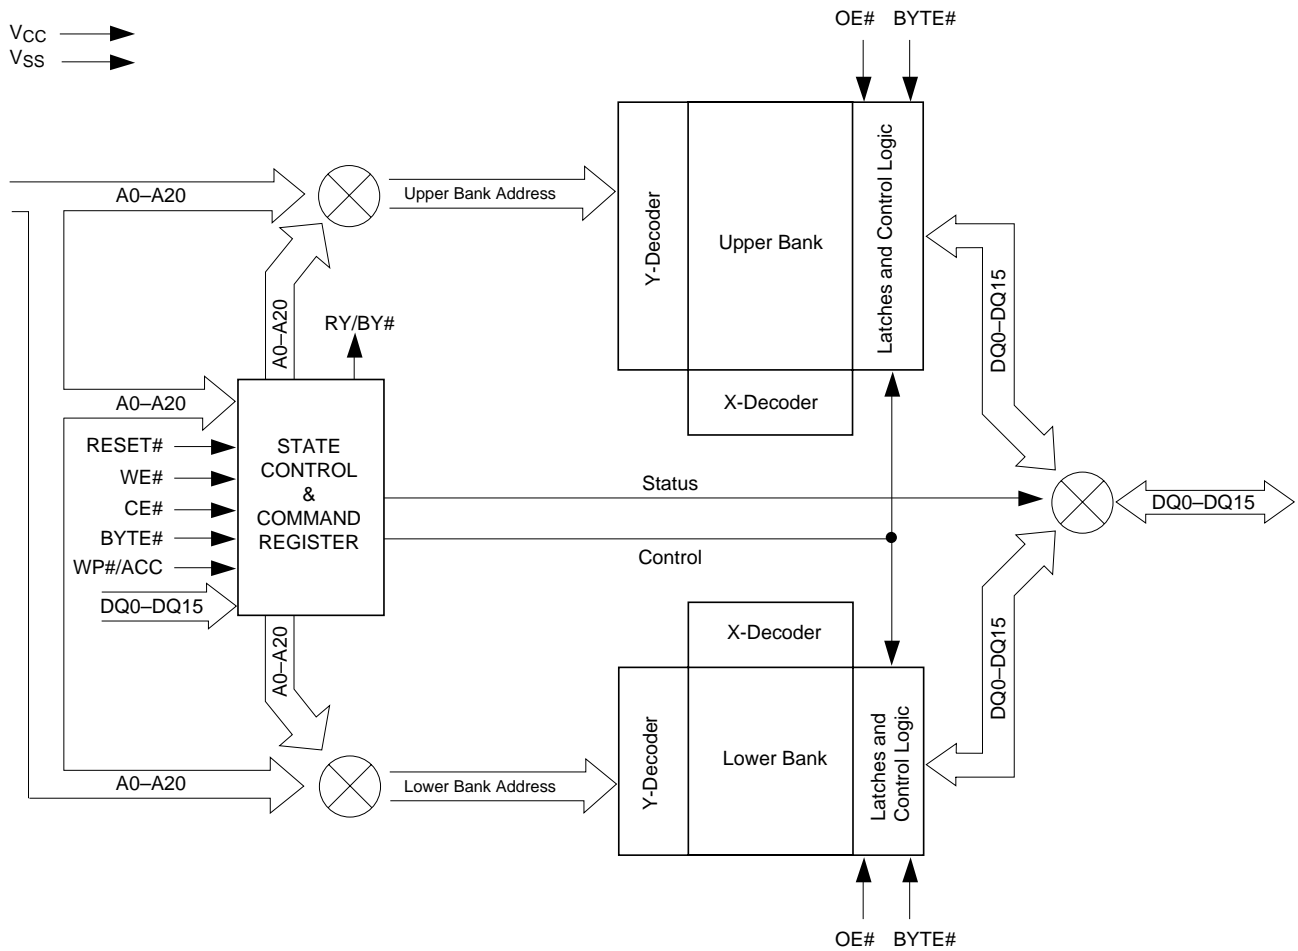 OE# BYTE#
VCC
VSS
A0–A20
Upper Bank Address
Y-Decoder
Upper Bank
Latches and Control Logic
X-Decoder
DQ0–DQ15
A0–A20
RY/BY#
A0–A20
RESET#
WE#
CE#
BYTE#
WP#/ACC
DQ0–DQ15
STATE
CONTROL
&
COMMAND
REGISTER
Status
Control
DQ0–DQ15
A0–A20
X-Decoder
DQ0–DQ15
A0–A20
Lower Bank Address
Y-Decoder
Lower Bank
Latches and
Control Logic
OE# BYTE#